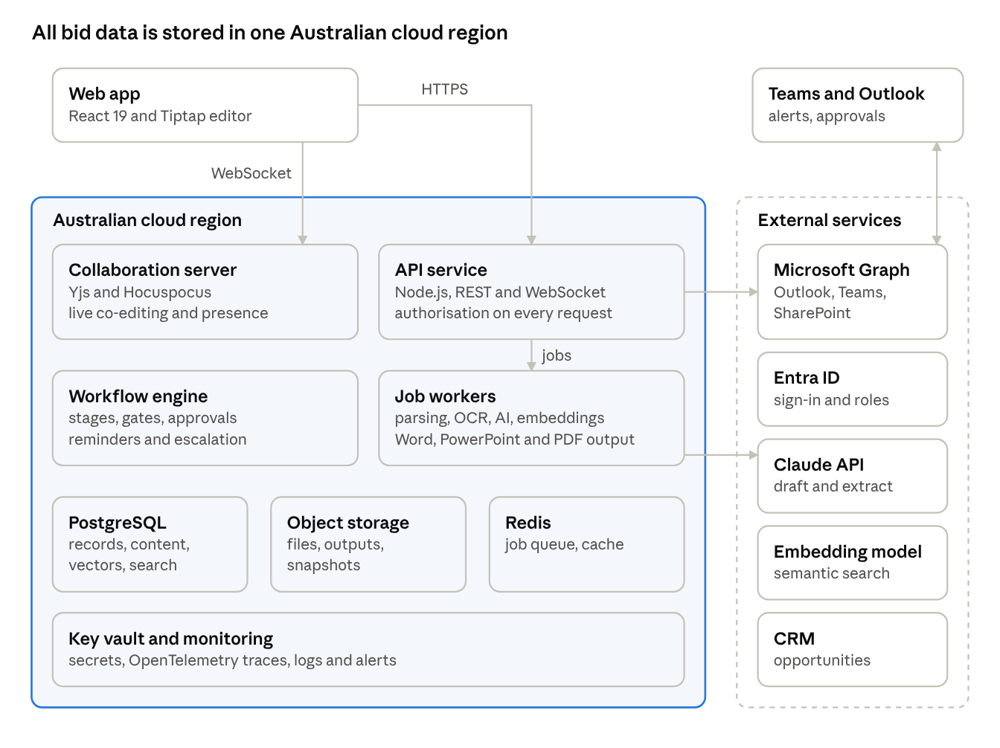 All bid data is stored in one Australian cloud region
Web app
React 19 and Tiptap editor
HTTPS
Teams and Outlook
alerts, approvals
WebSocket
Australian cloud region
External services
Collaboration server
Yjs and Hocuspocus
live co-editing and presence
API service
Node.js, REST and WebSocket
authorisation on every request
Microsoft Graph
Outlook, Teams,
SharePoint
jobs
Workflow engine
stages, gates, approvals
reminders and escalation
Job workers
parsing, OCR, AI, embeddings
Word, PowerPoint and PDF output
Entra ID
sign-in and roles
Claude API
draft and extract
PostgreSQL
records, content,
vectors, search
Object storage
files, outputs,
snapshots
Redis
job queue, cache
Embedding model
semantic search
Key vault and monitoring
secrets, OpenTelemetry traces, logs and alerts
CRM
opportunities